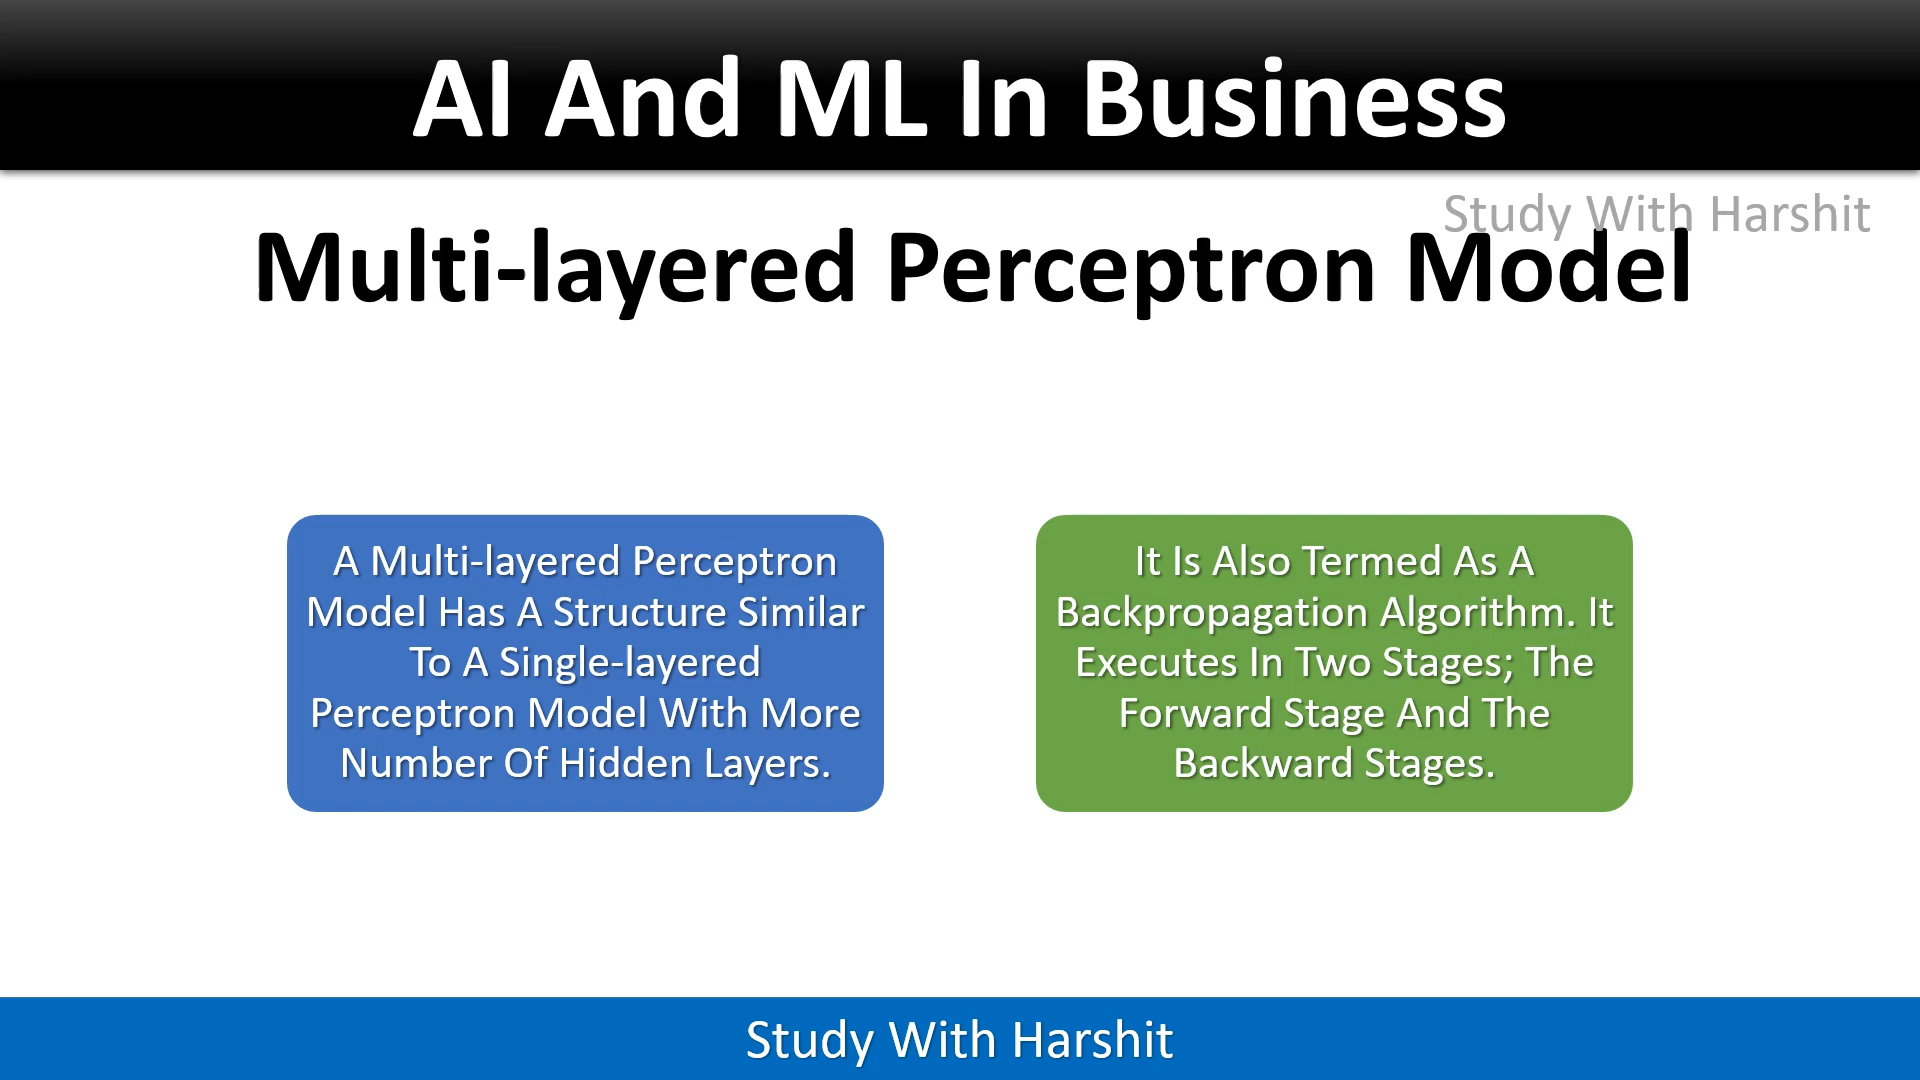 AI And ML In Business
Study With Harshit
Multi-layered Perceptron Model
A Multi-layered Perceptron
Model Has A Structure Similar
To A Single-layered
Perceptron Model With More
Number Of Hidden Layers.
It Is Also Termed As A
Backpropagation Algorithm. It
Executes In Two Stages; The
Forward Stage And The
Backward Stages.
Study With Harshit